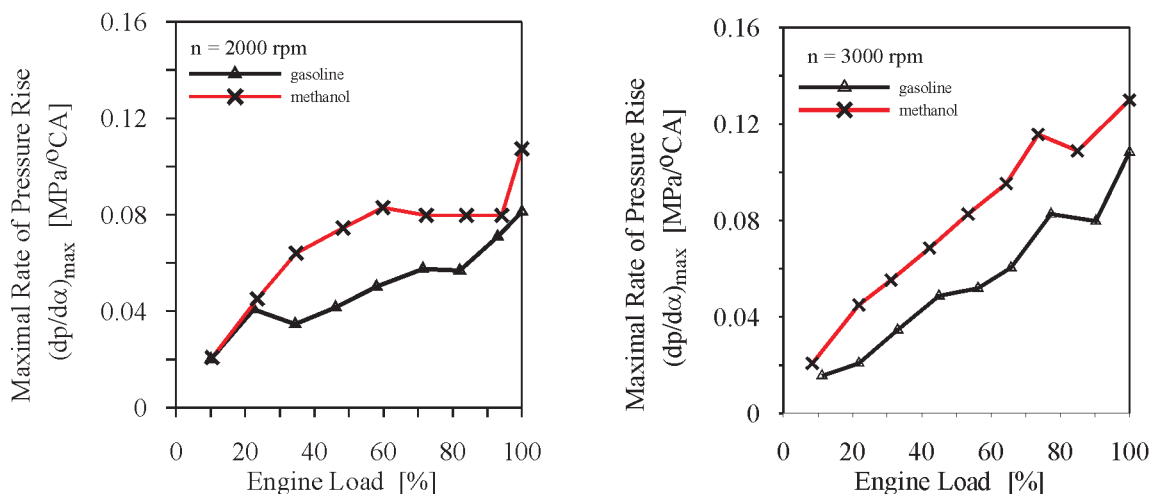 Maximal Rate of Pressure Rise
(dp/dα)max [MPa/ºCA]
0.16
0.12
0.08
0.04
0
n = 2000 rpm
gasoline
methanol
0 20 40 60 80 100
Engine Load [%]
Maximal Rate of Pressure Rise
(dp/dα)max [MPa/ºCA]
0.16
0.12
0.08
0.04
0
n = 3000 rpm
gasoline
methanol
0 20 40 60 80 100
Engine Load [%]